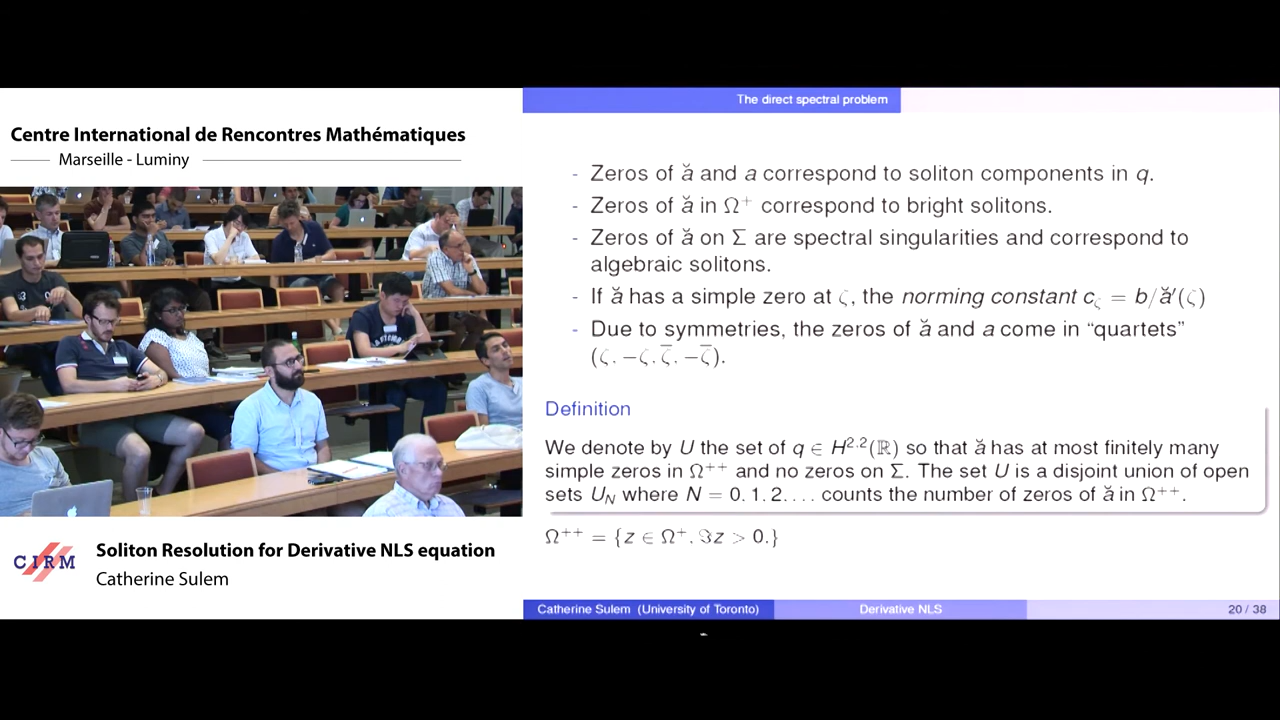 Centre International de Rencontres Mathématiques
Marseille - Luminy
CIRM
Soliton Resolution for Derivative NLS equation
Catherine Sulem
The direct spectral problem
- Zeros of ă and a correspond to soliton components in q.
- Zeros of ă in Ω⁺ correspond to bright solitons.
- Zeros of ă on Σ are spectral singularities and correspond to
algebraic solitons.
- If ă has a simple zero at ζ, the norming constant c_ζ = b/ă′(ζ)
- Due to symmetries, the zeros of ă and a come in “quartets”
(ζ, −ζ, ζ̅, −ζ̅).
Definition
We denote by U the set of q ∈ H²·²(ℝ) so that ă has at most finitely many
simple zeros in Ω⁺⁺ and no zeros on Σ. The set U is a disjoint union of open
sets U_N where N = 0, 1, 2, . . . counts the number of zeros of ă in Ω⁺⁺.
Ω⁺⁺ = {z ∈ Ω⁺, ℑz > 0.}
Catherine Sulem (University of Toronto)
Derivative NLS
20 / 38